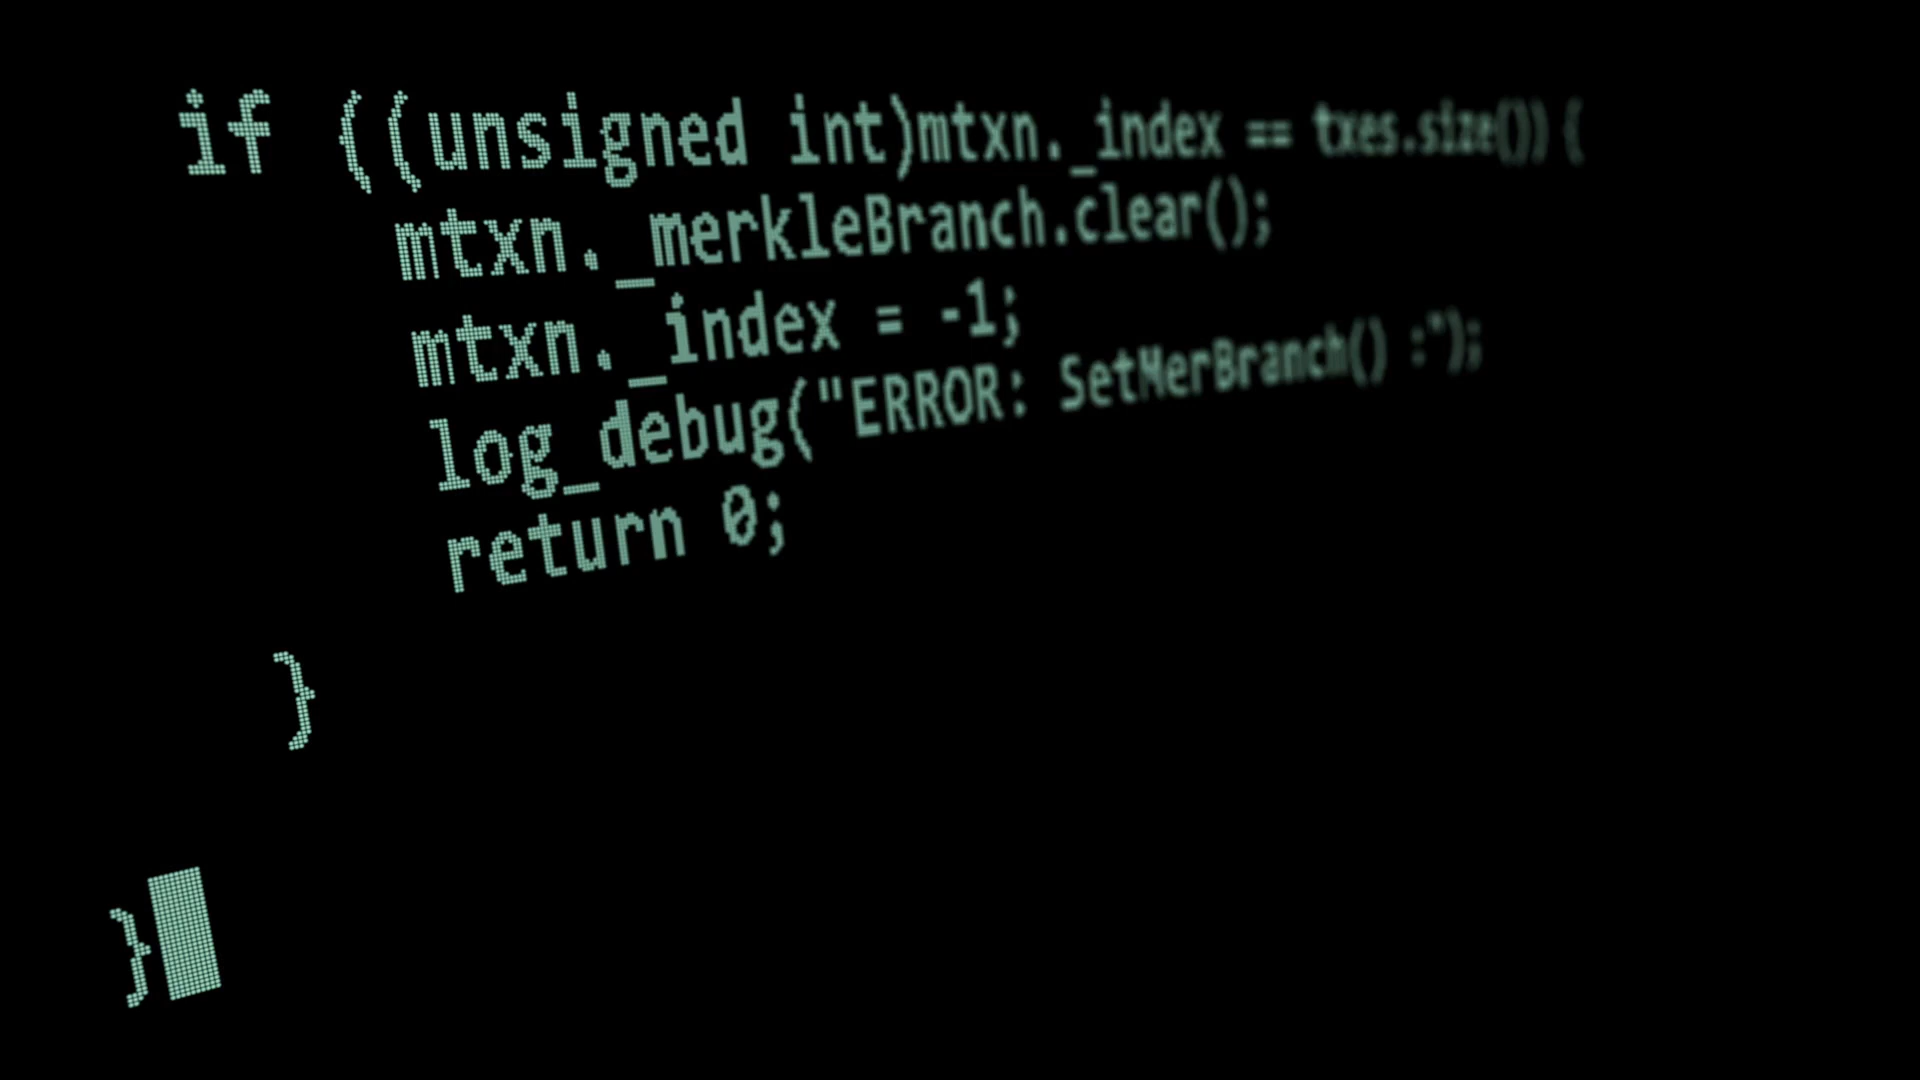 if ((unsigned int)mtxn._index == txes.size()) {
mtxn._merkleBranch.clear();
mtxn._index = -1;
log_debug("ERROR: SetMerBranch() :");
return 0;
}
}